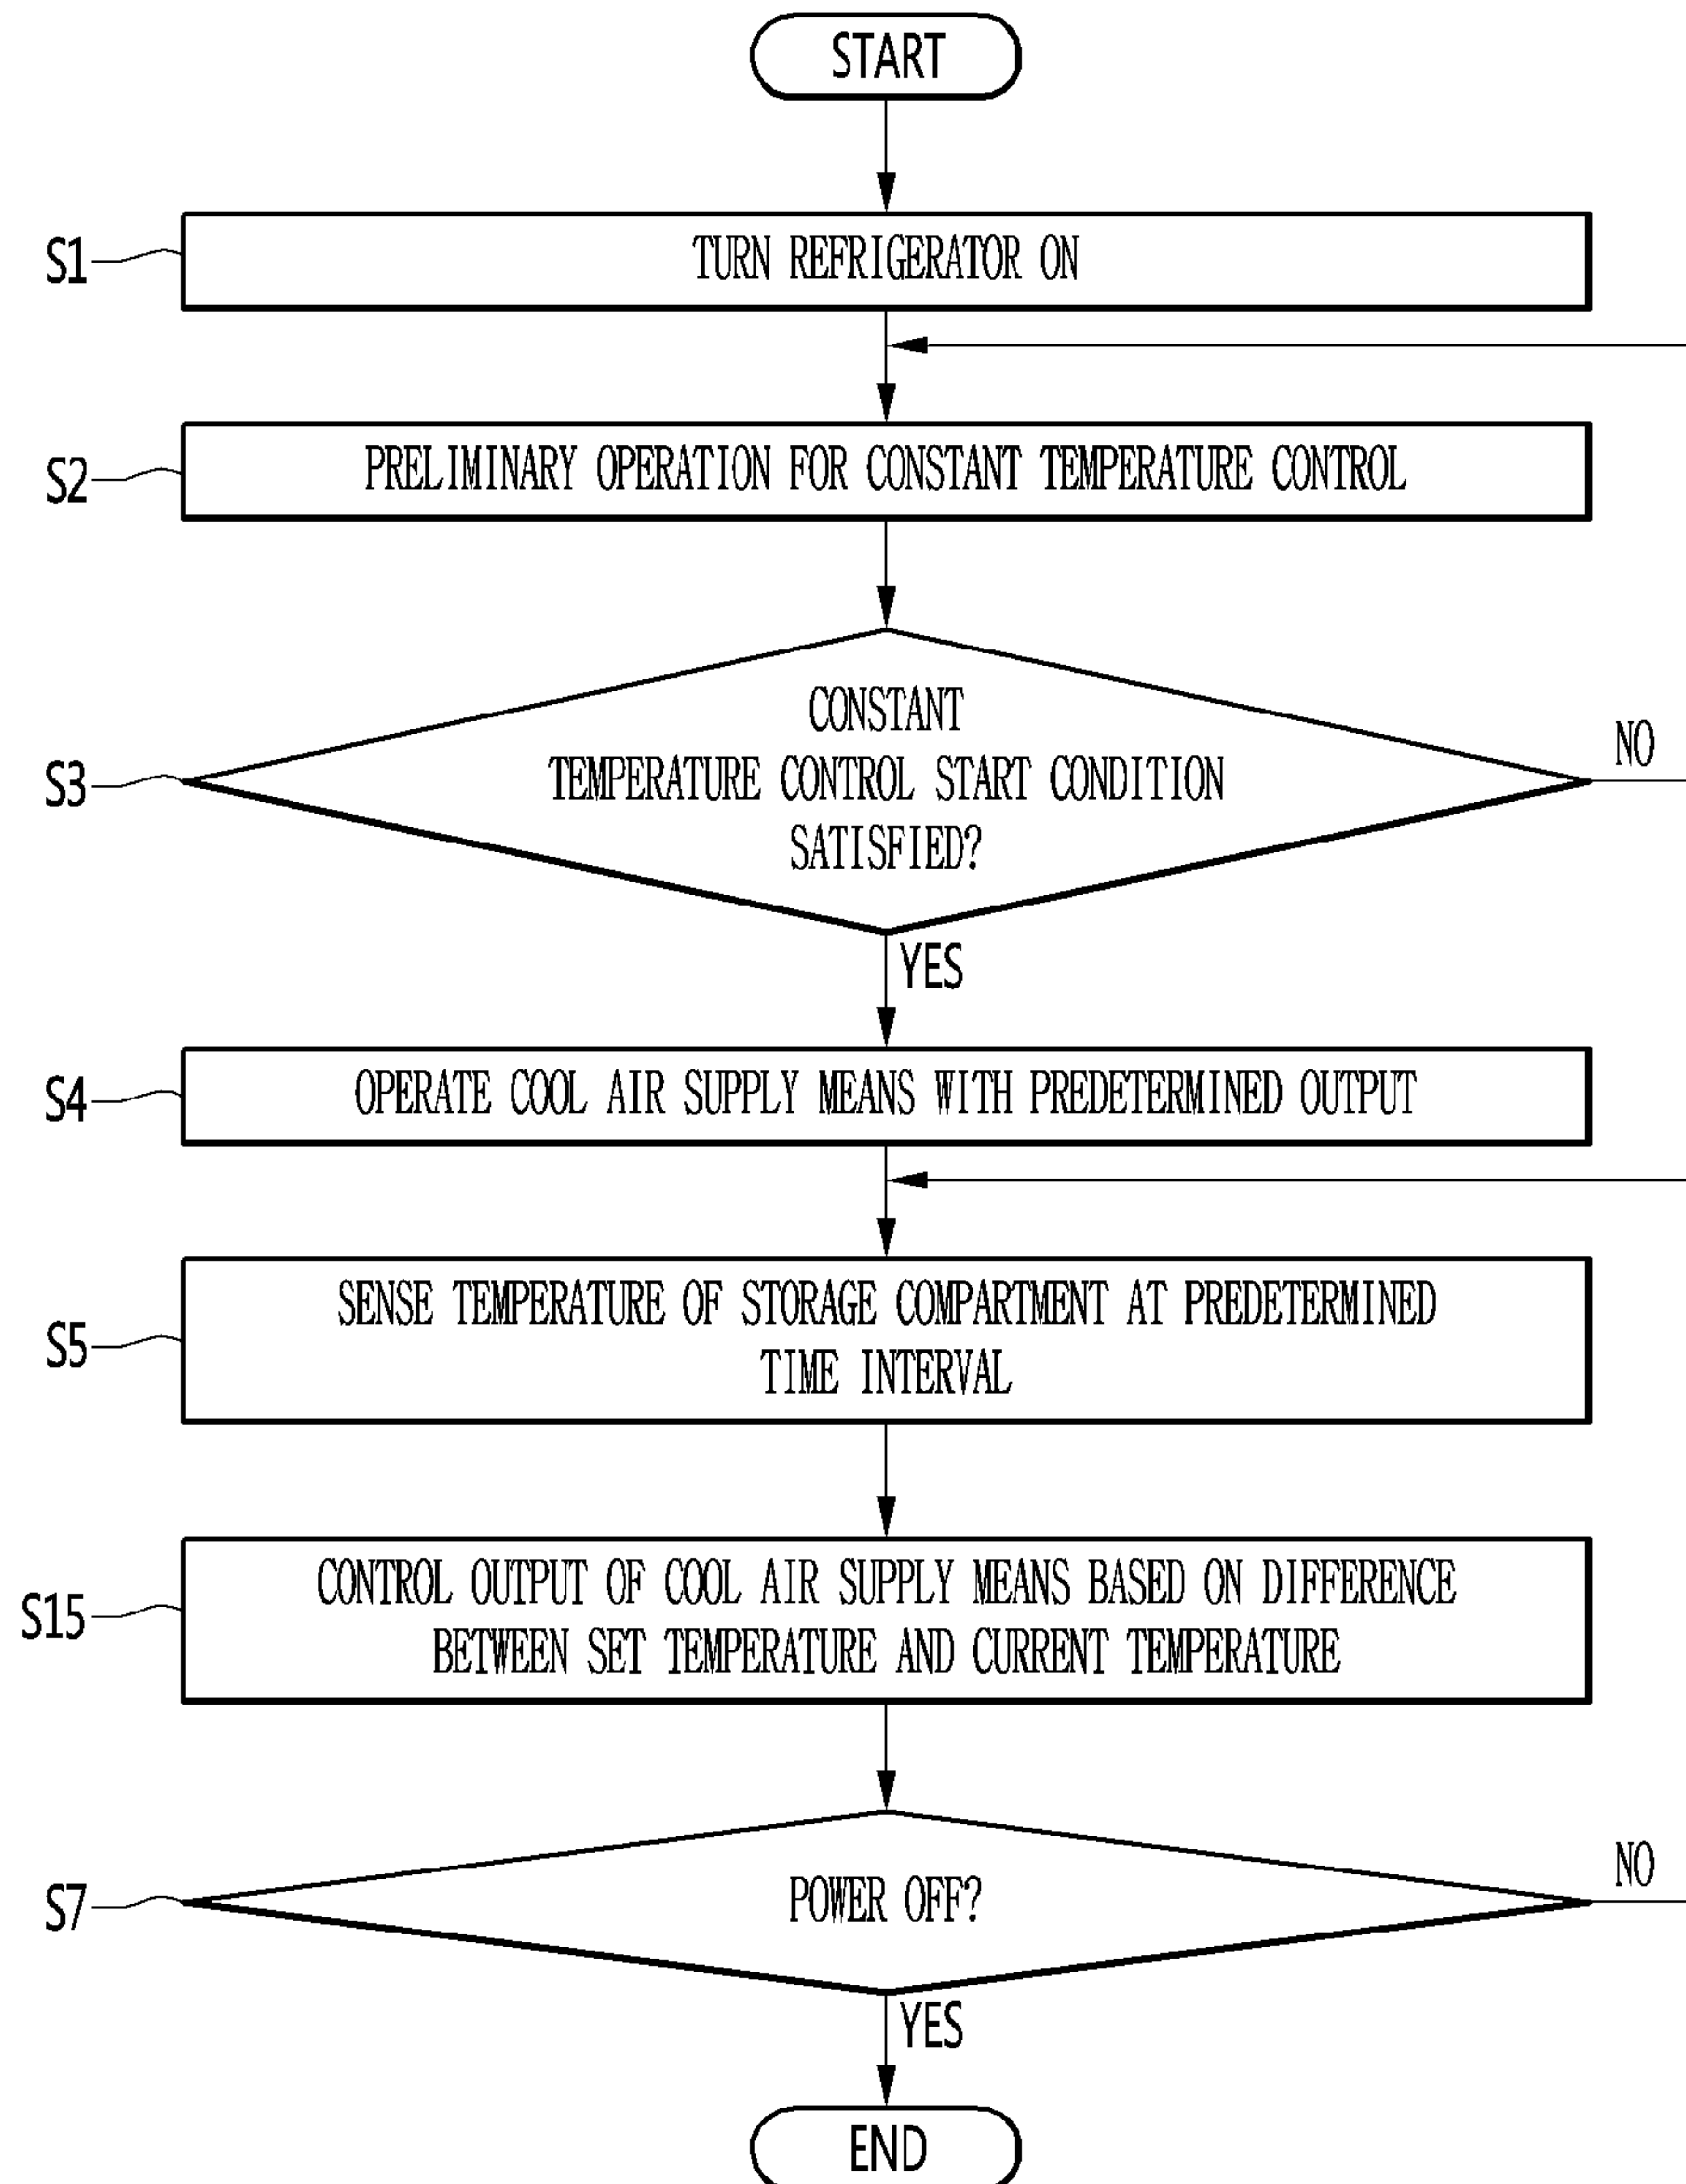 START
S1
TURN REFRIGERATOR ON
S2
PRELIMINARY OPERATION FOR CONSTANT TEMPERATURE CONTROL
S3
CONSTANT
TEMPERATURE CONTROL START CONDITION
SATISFIED?
NO
YES
S4
OPERATE COOL AIR SUPPLY MEANS WITH PREDETERMINED OUTPUT
S5
SENSE TEMPERATURE OF STORAGE COMPARTMENT AT PREDETERMINED
TIME INTERVAL
S15
CONTROL OUTPUT OF COOL AIR SUPPLY MEANS BASED ON DIFFERENCE
BETWEEN SET TEMPERATURE AND CURRENT TEMPERATURE
S7
POWER OFF?
NO
YES
END